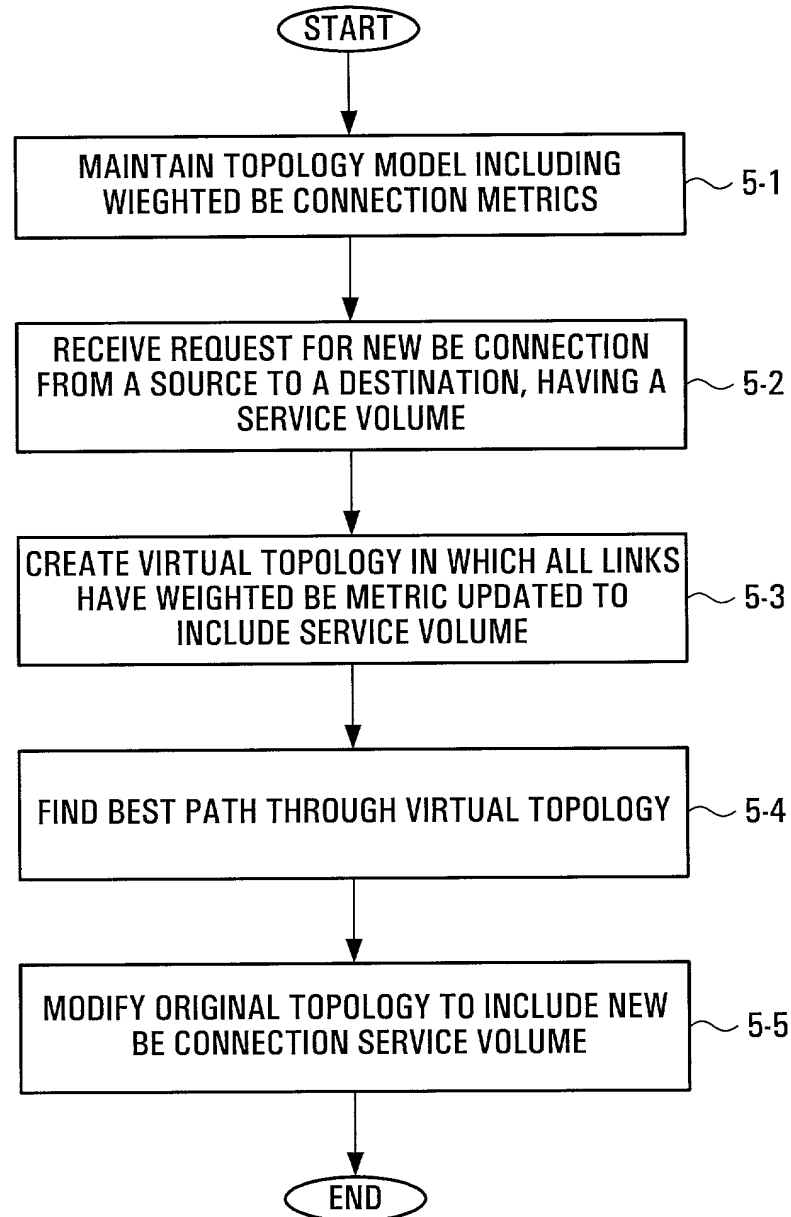 START
MAINTAIN TOPOLOGY MODEL INCLUDING
WIEGHTED BE CONNECTION METRICS
5-1
RECEIVE REQUEST FOR NEW BE CONNECTION
FROM A SOURCE TO A DESTINATION, HAVING A
SERVICE VOLUME
5-2
CREATE VIRTUAL TOPOLOGY IN WHICH ALL LINKS
HAVE WEIGHTED BE METRIC UPDATED TO
INCLUDE SERVICE VOLUME
5-3
FIND BEST PATH THROUGH VIRTUAL TOPOLOGY
5-4
MODIFY ORIGINAL TOPOLOGY TO INCLUDE NEW
BE CONNECTION SERVICE VOLUME
5-5
END